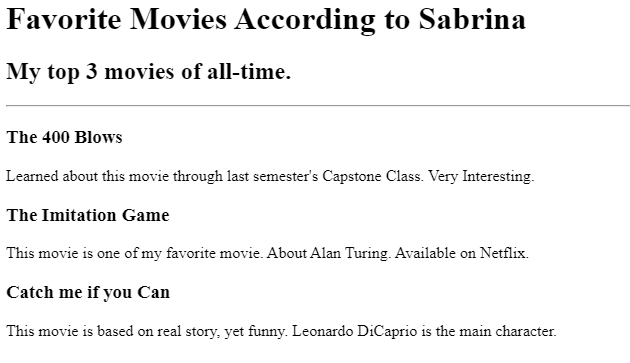 Favorite Movies According to Sabrina
My top 3 movies of all-time.
The 400 Blows
Learned about this movie through last semester's Capstone Class. Very Interesting.
The Imitation Game
This movie is one of my favorite movie. About Alan Turing. Available on Netflix.
Catch me if you Can
This movie is based on real story, yet funny. Leonardo DiCaprio is the main character.